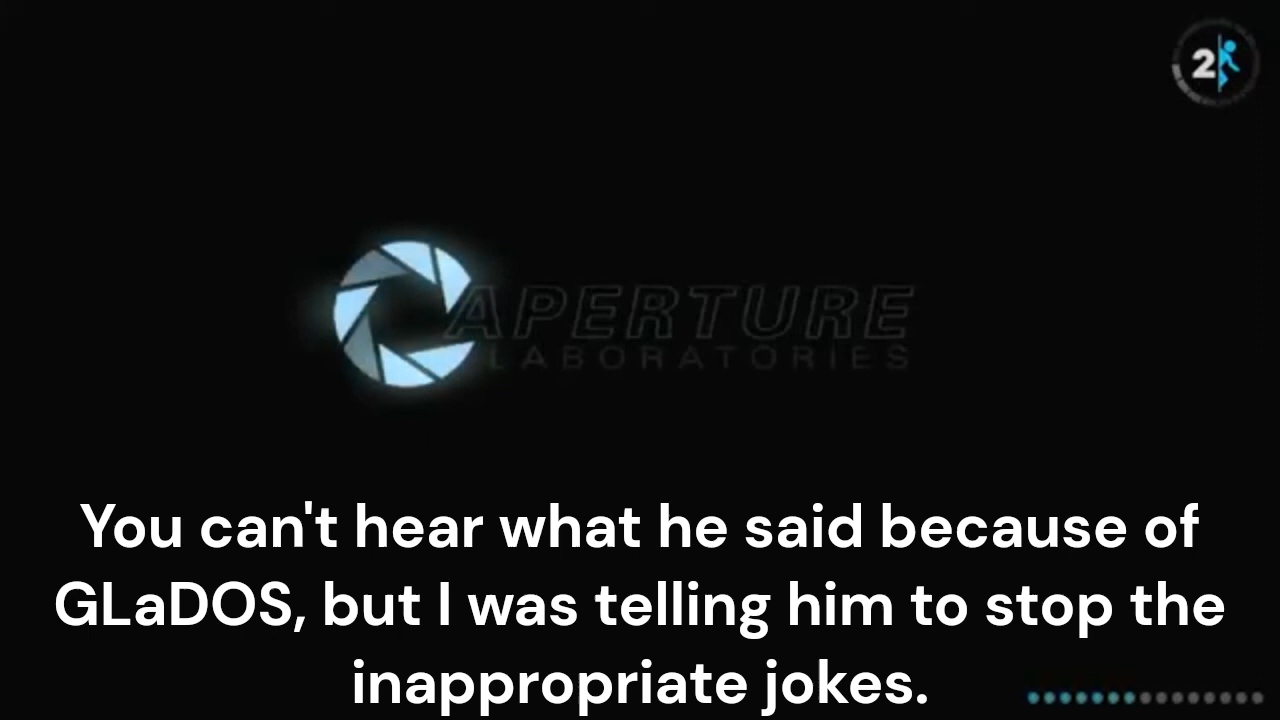 2
APERTURE
LABORATORIES
You can't hear what he said because of
GLaDOS, but I was telling him to stop the
inappropriate jokes.